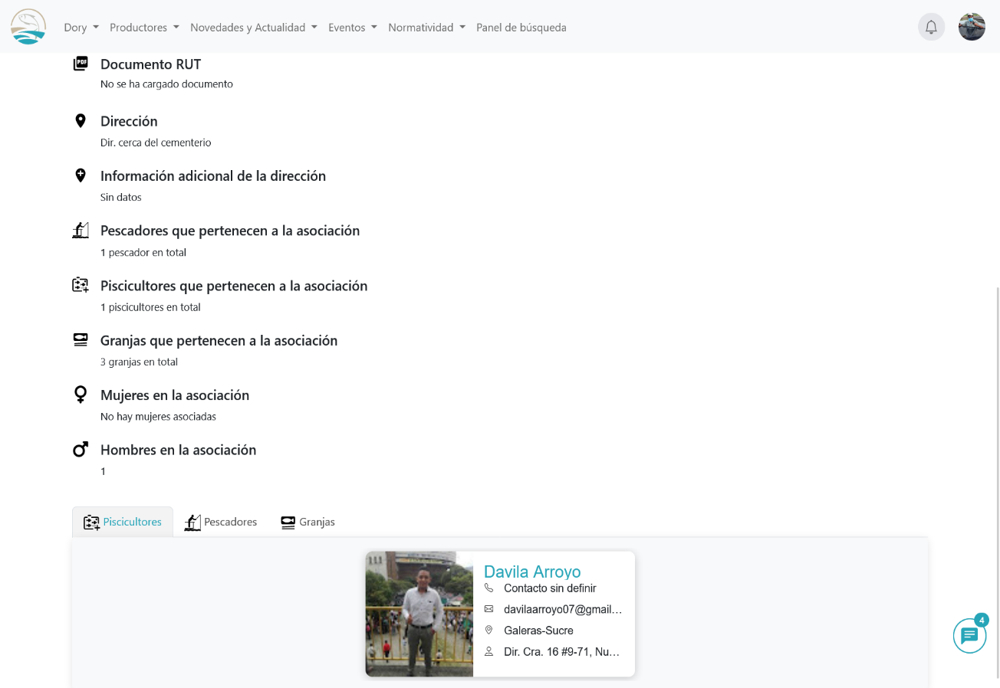 Dory Productores Novedades y Actualidad Eventos Normatividad Panel de búsqueda
PDF
Documento RUT
No se ha cargado documento
Dirección
Dir. cerca del cementerio
Información adicional de la dirección
Sin datos
Pescadores que pertenecen a la asociación
1 pescador en total
Piscicultores que pertenecen a la asociación
1 piscicultores en total
Granjas que pertenecen a la asociación
3 granjas en total
Mujeres en la asociación
No hay mujeres asociadas
Hombres en la asociación
1
Piscicultores Pescadores Granjas
Davila Arroyo
Contacto sin definir
davilaarroyo07@gmail...
Galeras-Sucre
Dir. Cra. 16 #9-71, Nu...
4